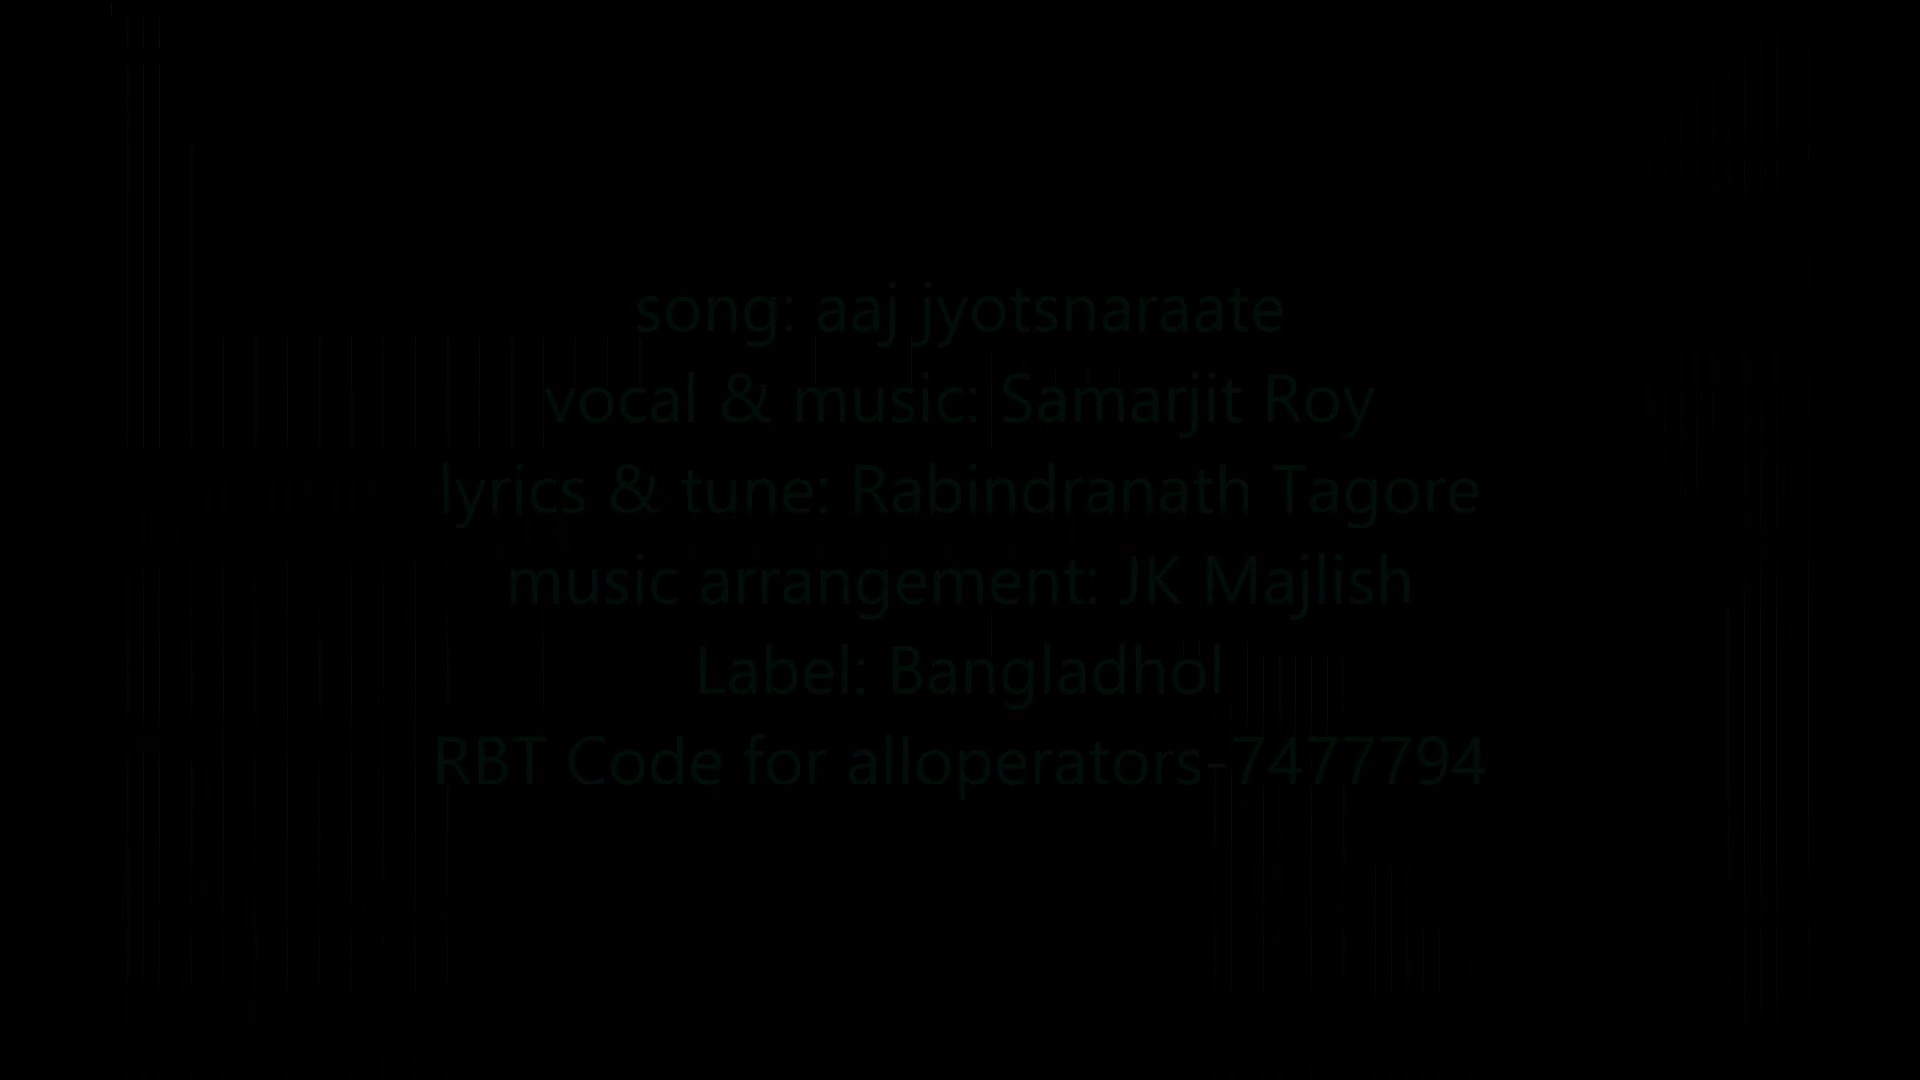 song: aaj jyotsnaraate
vocal & music: Samarjit Roy
lyrics & tune: Rabindranath Tagore
music arrangement: JK Majlish
Label: Bangladhol
RBT Code for alloperators-7477794